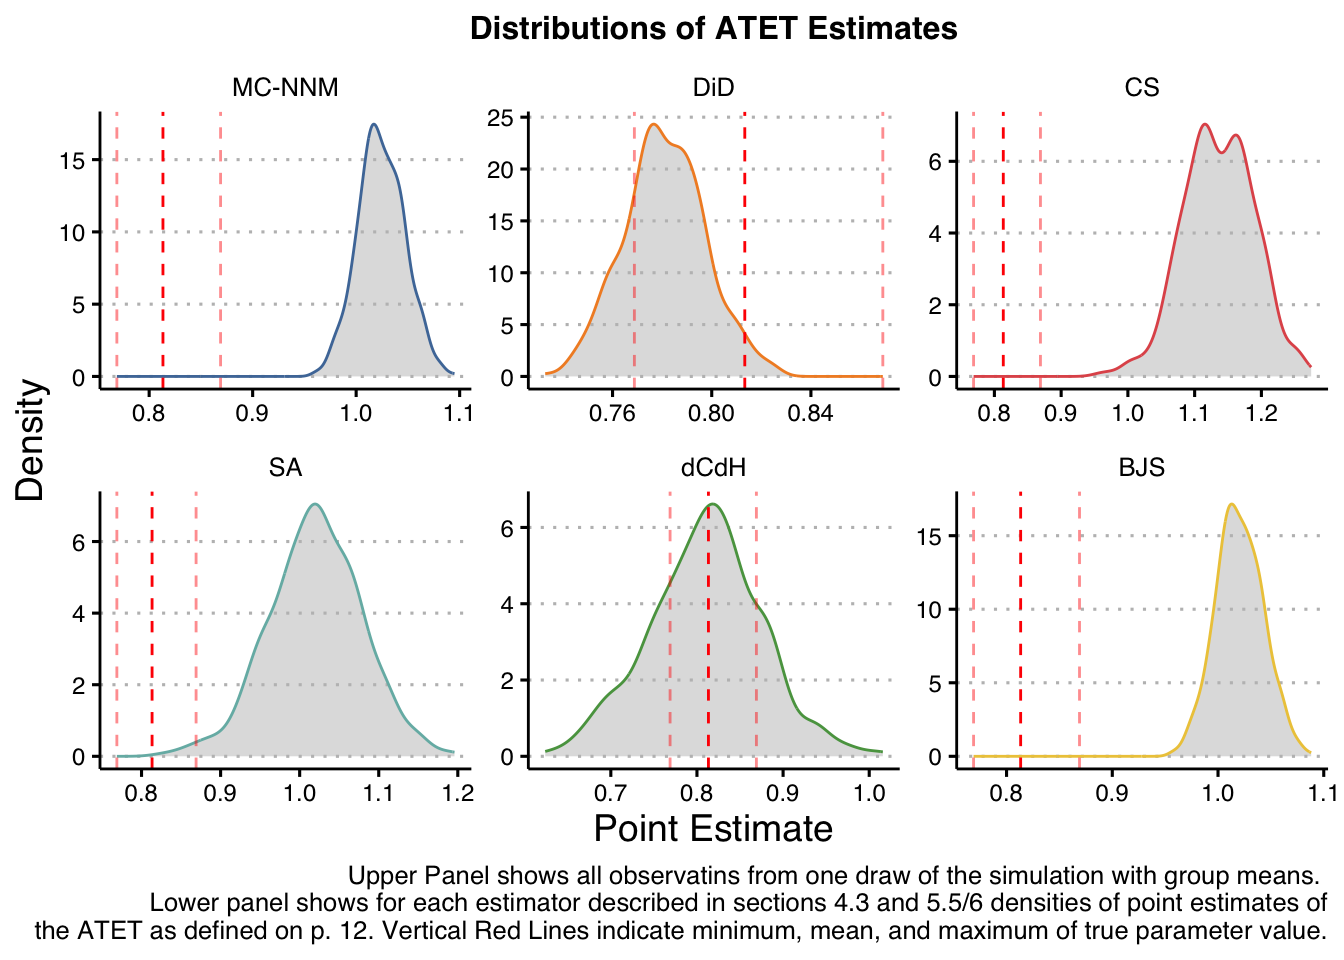 Distributions of ATET Estimates
MC-NNM
DiD
CS
15
10
5
0
0.8 0.9 1.0 1.1
25
20
15
10
5
0
0.76 0.80 0.84
6
4
2
0
0.8 0.9 1.0 1.1 1.2
Density
SA
dCdH
BJS
6
4
2
0
0.8 0.9 1.0 1.1 1.2
6
4
2
0
0.7 0.8 0.9 1.0
15
10
5
0
0.8 0.9 1.0 1.1
Point Estimate
Upper Panel shows all observatins from one draw of the simulation with group means.
Lower panel shows for each estimator described in sections 4.3 and 5.5/6 densities of point estimates of
the ATET as defined on p. 12. Vertical Red Lines indicate minimum, mean, and maximum of true parameter value.